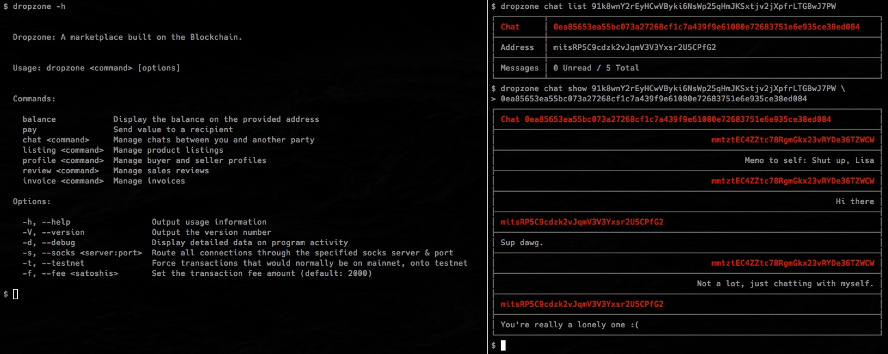 $ dropzone -h
Dropzone: A marketplace built on the Blockchain.
Usage: dropzone <command> [options]
Commands:
balance Display the balance on the provided address
pay Send value to a recipient
chat <command> Manage chats between you and another party
listing <command> Manage product listings
profile <command> Manage buyer and seller profiles
review <command> Manage sales reviews
invoice <command> Manage invoices
Options:
-h, --help Output usage information
-V, --version Output the version number
-d, --debug Display detailed data on program activity
-s, --socks <server:port> Route all connections through the specified socks server & port
-t, --testnet Force transactions that would normally be on mainnet, onto testnet
-f, --fee <satoshis> Set the transaction fee amount (default: 2000)
$
$ dropzone chat list 91k8wnY2rEyHCwVByki6NsWp25qHmJKSxtjv2jXpfrLTGBwJ7PW
Chat 0ea85653ea55bc073a27268cf1c7a439f9e61080e72683751e6e935ce38ed084
Address mitsRP5C9cdzk2vJqmV3V3Yxsr2U5CPfG2
Messages 0 Unread / 5 Total
$ dropzone chat show 91k8wnY2rEyHCwVByki6NsWp25qHmJKSxtjv2jXpfrLTGBwJ7PW \
> 0ea85653ea55bc073a27268cf1c7a439f9e61080e72683751e6e935ce38ed084
Chat 0ea85653ea55bc073a27268cf1c7a439f9e61080e72683751e6e935ce38ed084
mmtztEC4ZZtc78RgmGkx23vRYDe36TZWCW
Memo to self: Shut up, Lisa
mmtztEC4ZZtc78RgmGkx23vRYDe36TZWCW
Hi there
mitsRP5C9cdzk2vJqmV3V3Yxsr2U5CPfG2
Sup dawg.
mmtztEC4ZZtc78RgmGkx23vRYDe36TZWCW
Not a lot, just chatting with myself.
mitsRP5C9cdzk2vJqmV3V3Yxsr2U5CPfG2
You're really a lonely one :(
$